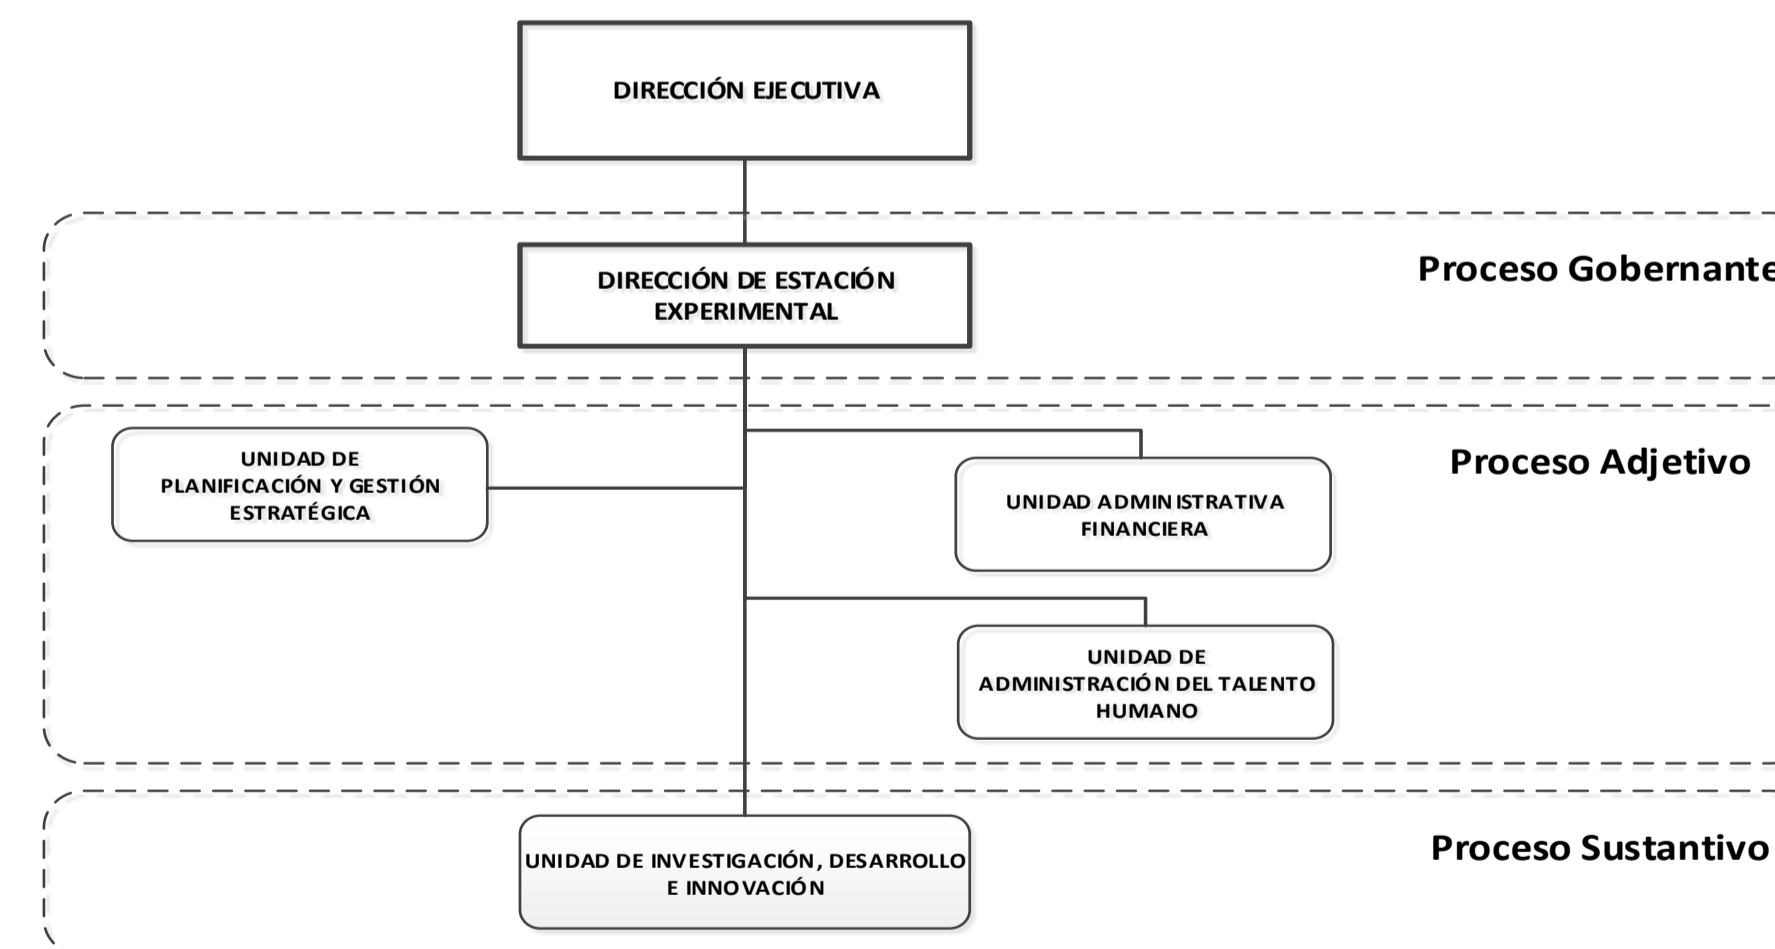 DIRECCIÓN EJECUTIVA
DIRECCIÓN DE ESTACIÓN
EXPERIMENTAL
Proceso Gobernante
UNIDAD DE
PLANIFICACIÓN Y GESTIÓN
ESTRATÉGICA
Proceso Adjetivo
UNIDAD ADMINISTRATIVA
FINANCIERA
UNIDAD DE
ADMINISTRACIÓN DEL TALENTO
HUMANO
Proceso Sustantivo
UNIDAD DE INVESTIGACIÓN, DESARROLLO
E INNOVACIÓN